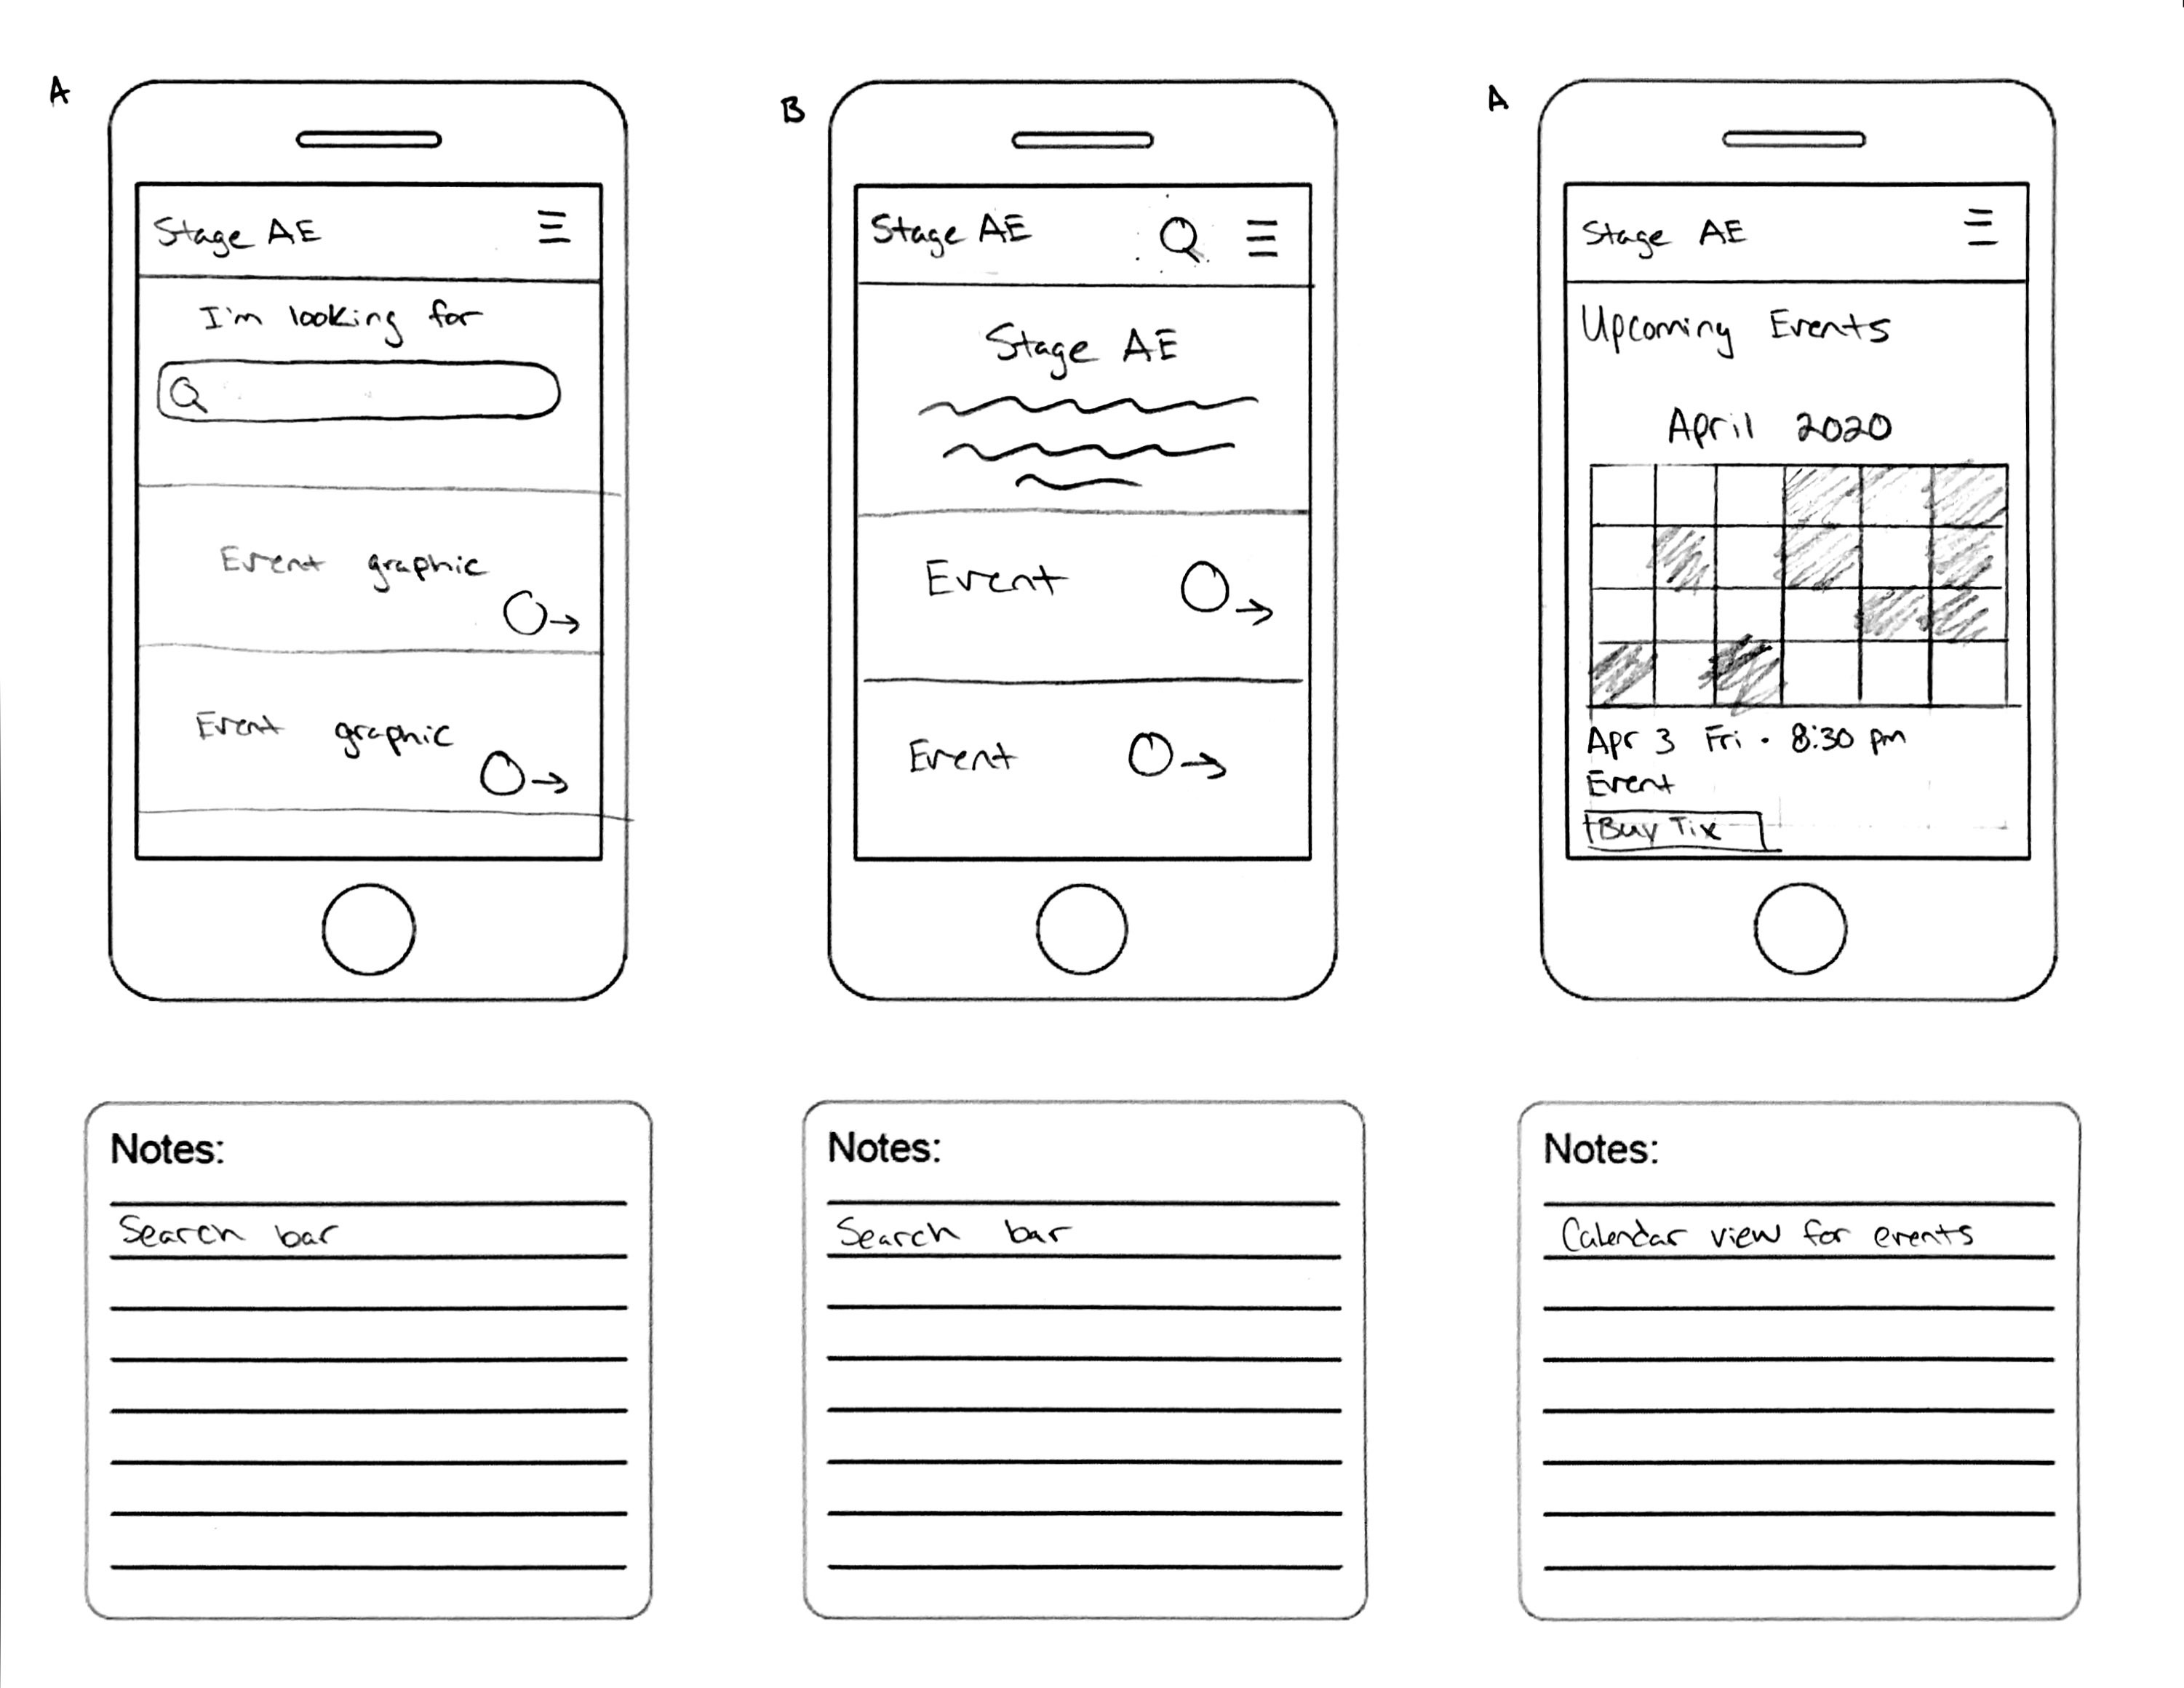 A
Stage AE
I'm looking for
Event graphic
Event graphic
Notes:
Search bar
B
Stage AE
Stage AE
Event
Event
Notes:
Search bar
A
Stage AE
Upcoming Events
April 2020
Apr 3 Fri • 8:30 pm
Event
Buy Tix
Notes:
Calendar view for events